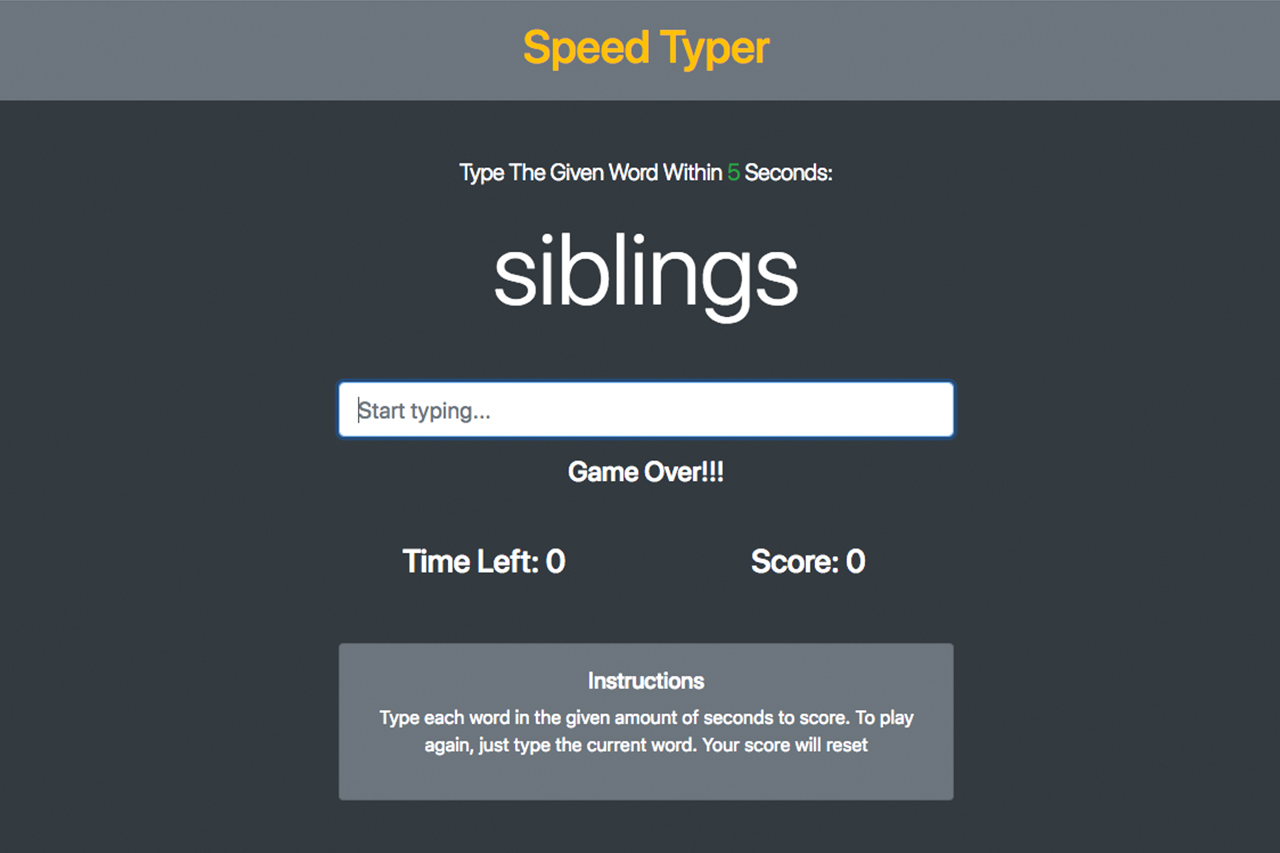 Speed Typer
Type The Given Word Within 5 Seconds:
siblings
Start typing...
Game Over!!!
Time Left: 0 Score: 0
Instructions
Type each word in the given amount of seconds to score. To play
again, just type the current word. Your score will reset